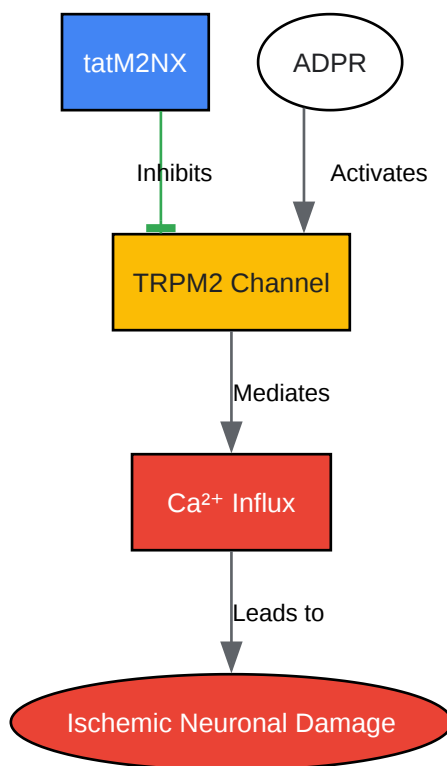 tatM2NX
ADPR
Inhibits
Activates
TRPM2 Channel
Mediates
Ca²⁺ Influx
Leads to
Ischemic Neuronal Damage